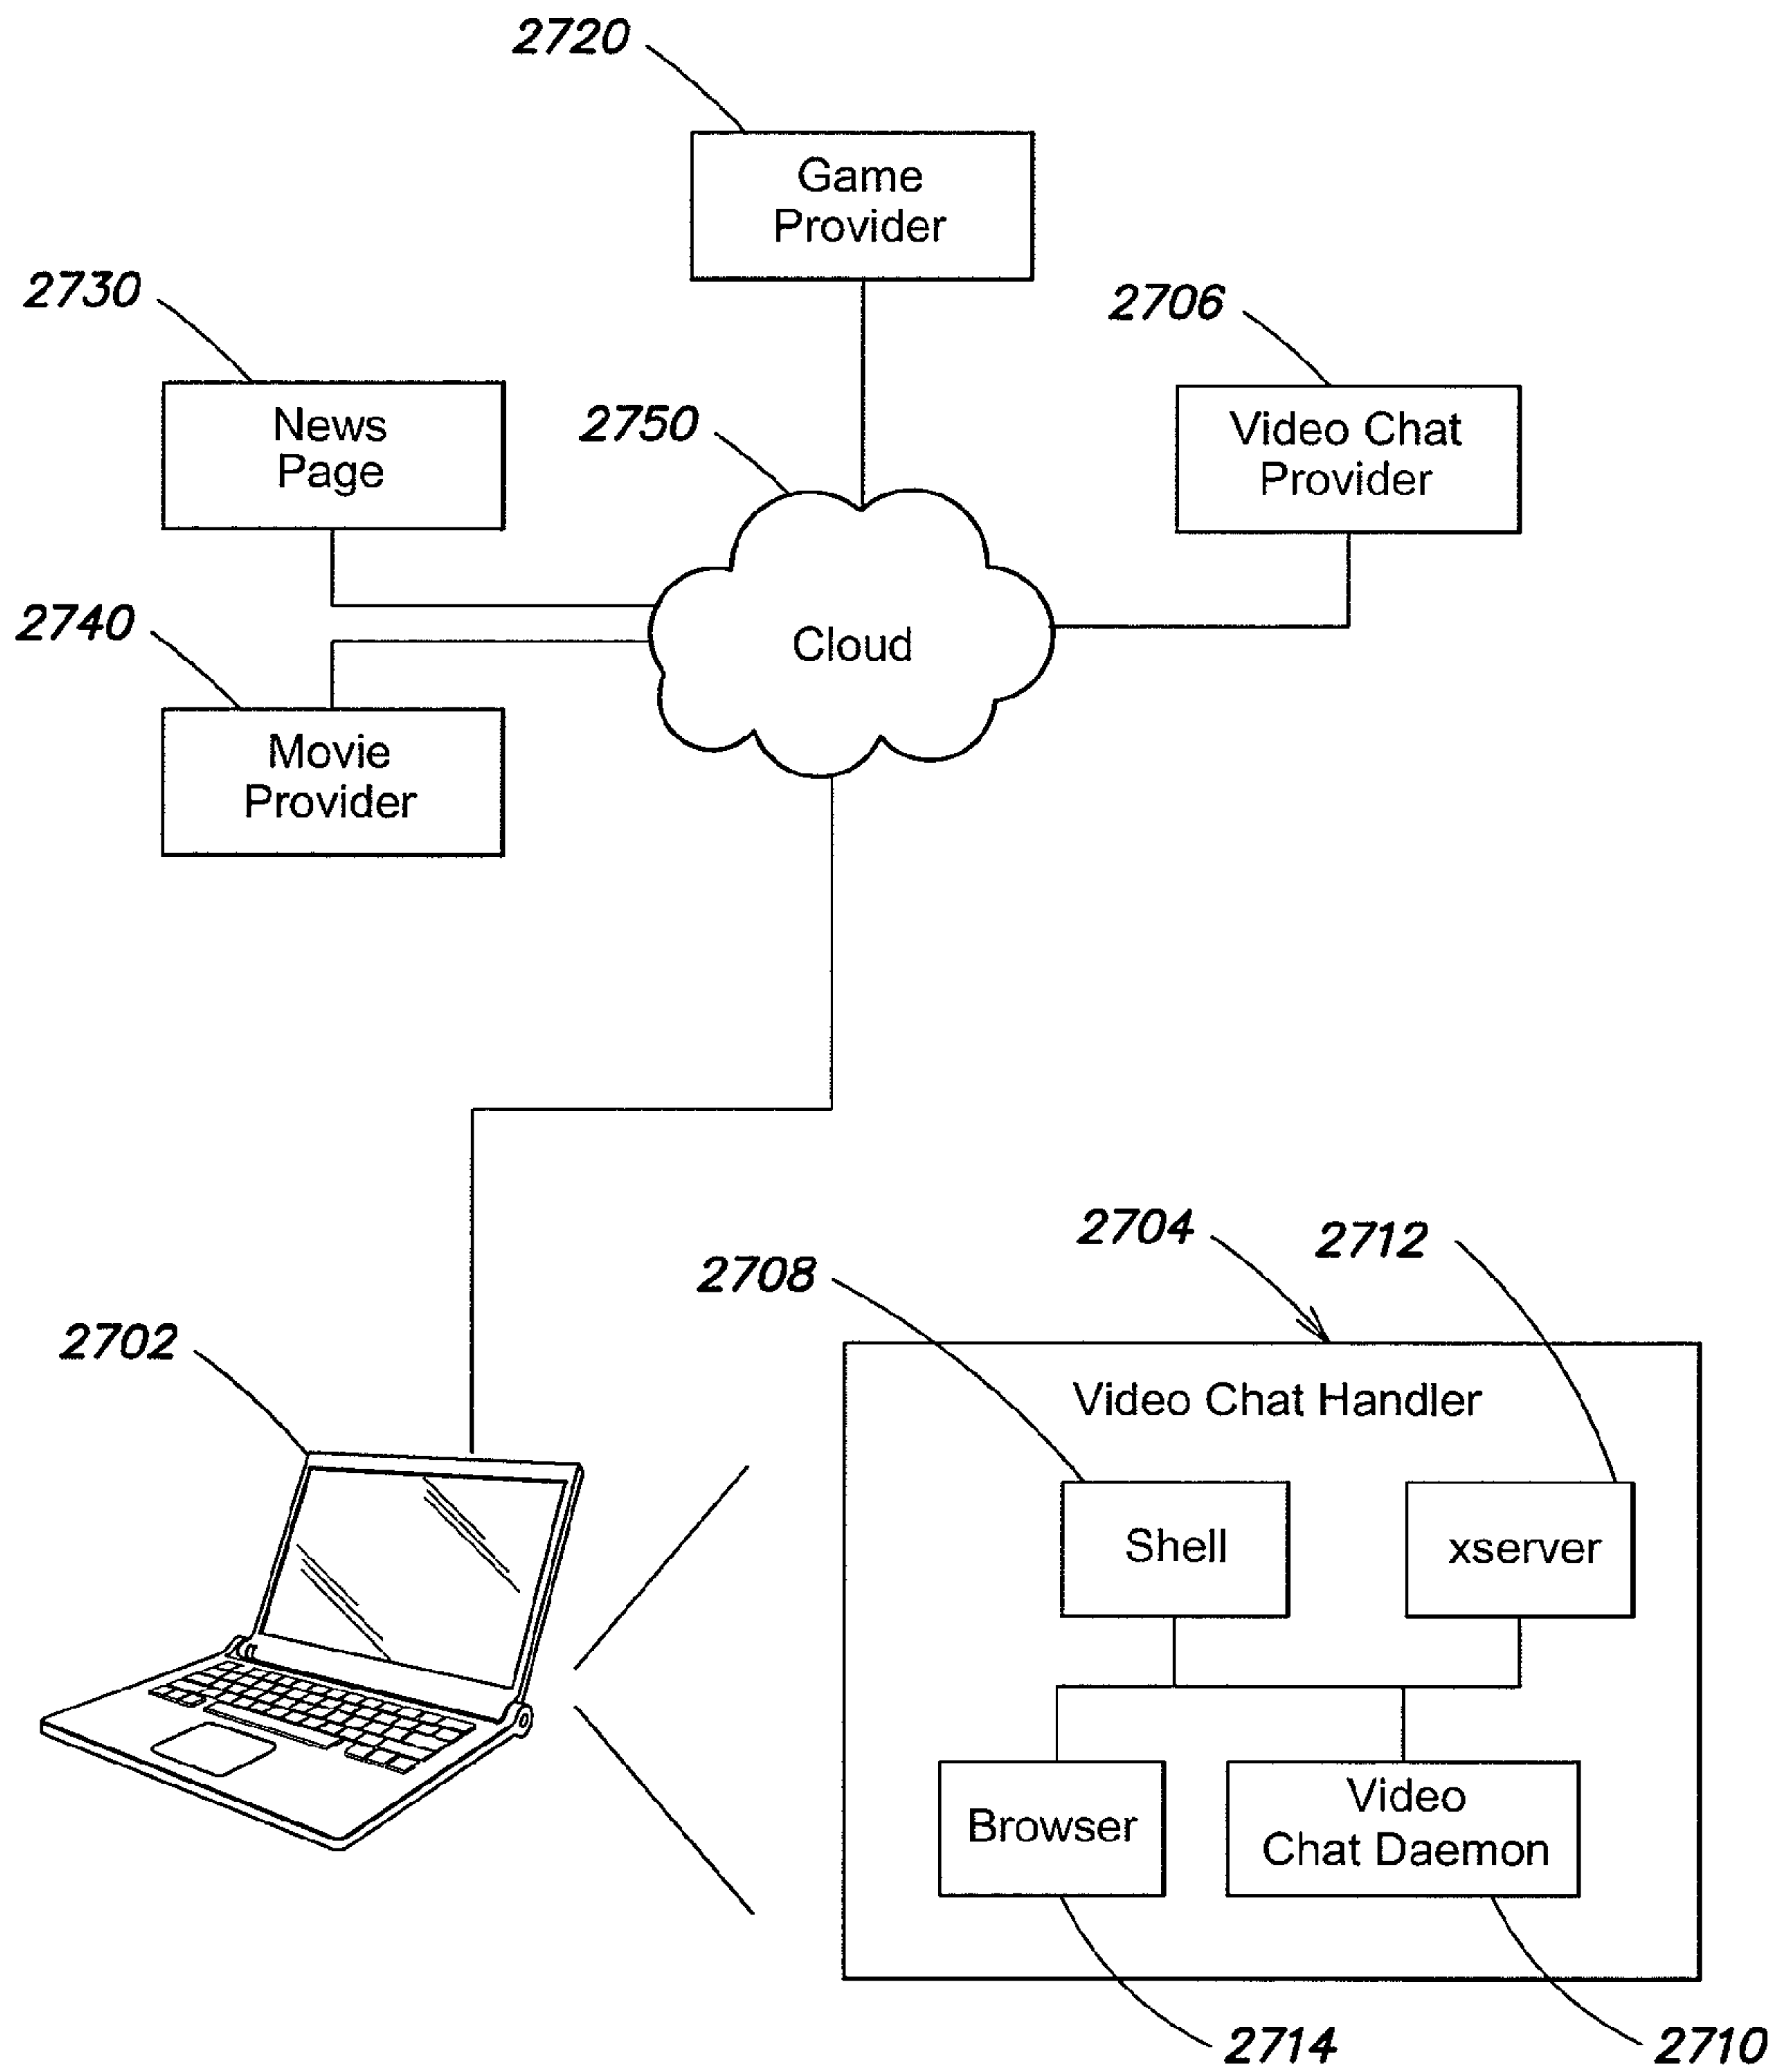 2720
Game
Provider
2730
2706
News
Page
2750
Video Chat
Provider
2740
Cloud
Movie
Provider
2704
2712
2708
2702
Video Chat Handler
Shell
xserver
Browser
Video
Chat Daemon
2714
2710